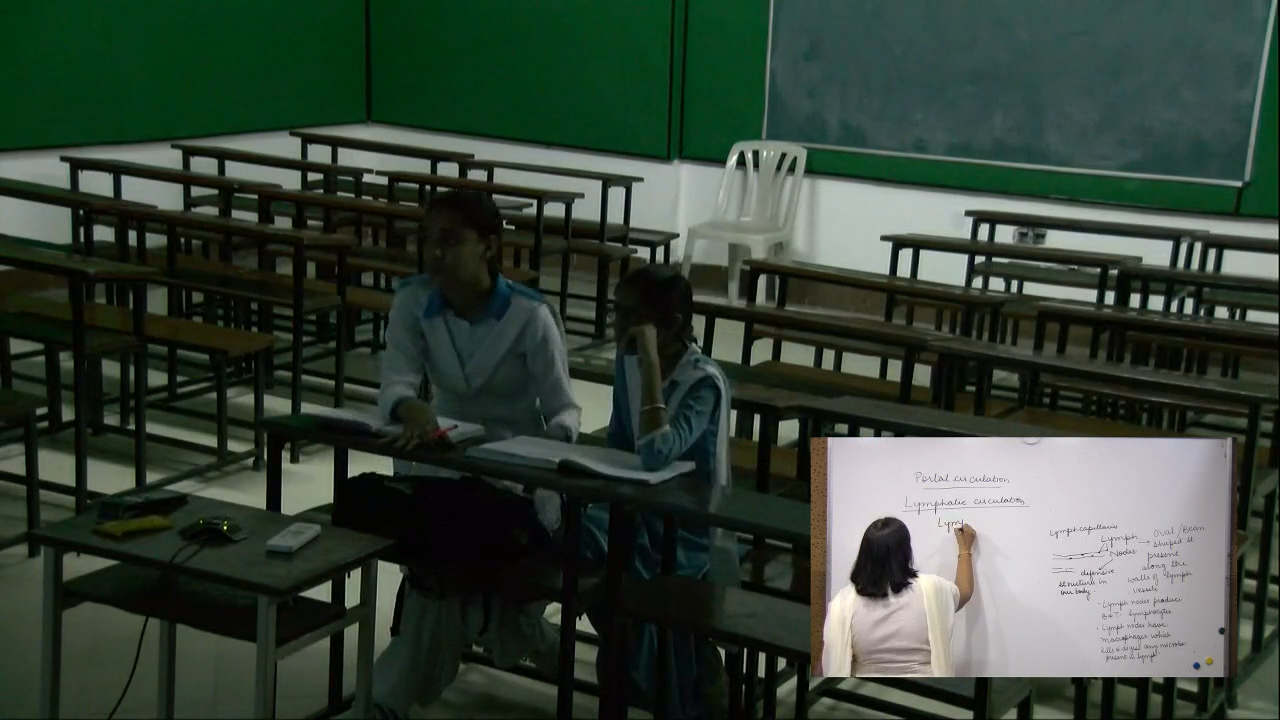 Portal circulation
Lymphatic circulation
Lym
Lymph capillaries
Lymph
Nodes
defensive
structure in
our body.
Oval/Bean
shaped st
present
along the
walls of lymph
vessels
· Lymph nodes produce
B & T lymphocytes
· Lymph nodes have
macrophages which
kills & digest any microbe
present in lymph.